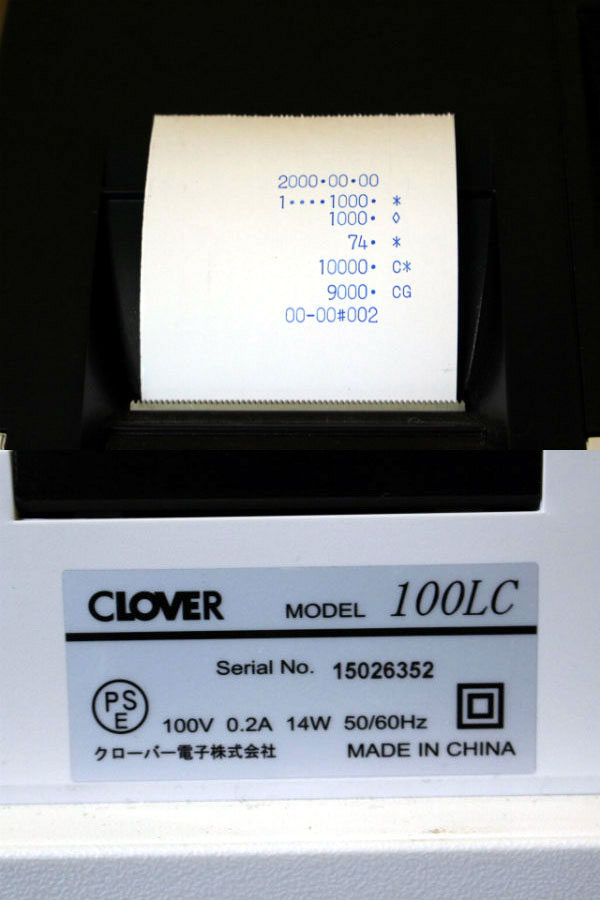 2000・00・00
1・・・・1000・ *
1000・ ◊
74・ *
10000・ C*
9000・ CG
00-00#002
CLOVER MODEL 100LC
Serial No. 15026352
PS
E
100V 0.2A 14W 50/60Hz
クローバー電子株式会社 MADE IN CHINA